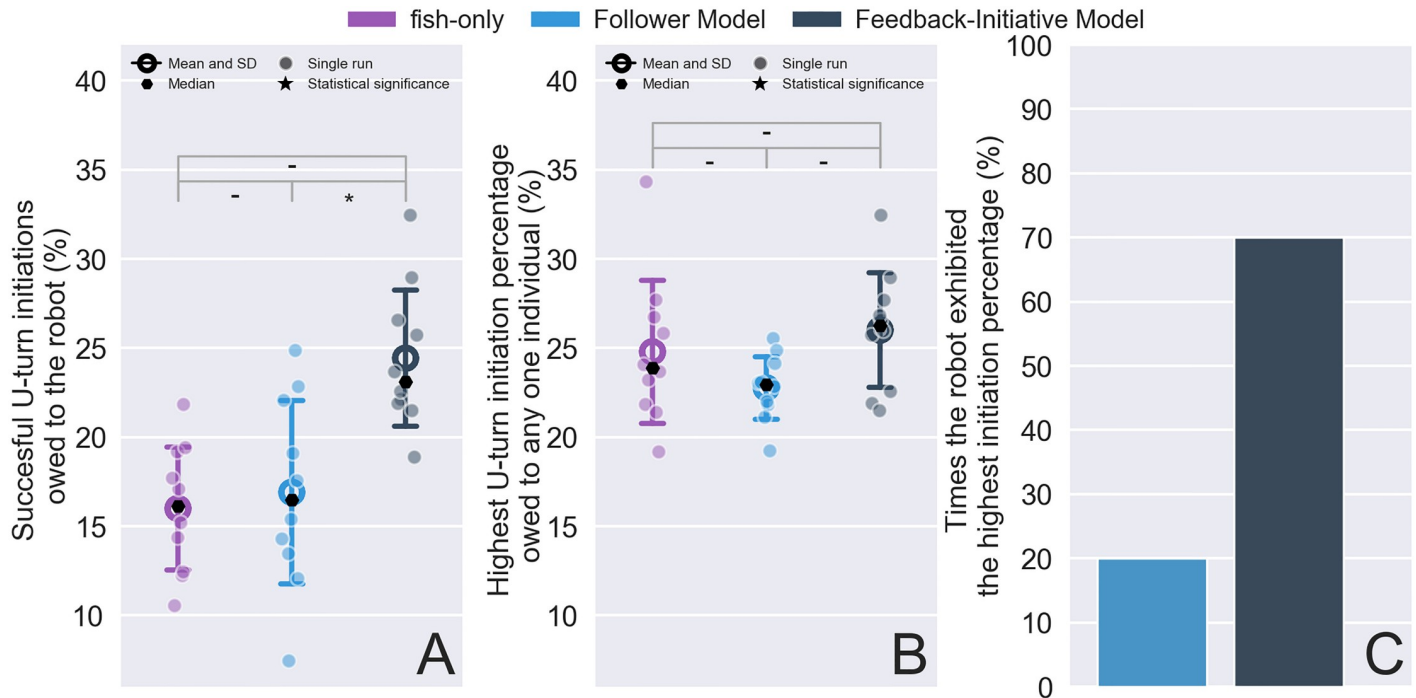 fish-only Follower Model Feedback-Initiative Model
Mean and SD Single run
Median Statistical significance
Succesful U-turn initiations
owed to the robot (%)
40
35
30
25
20
15
10
-
- *
A
Mean and SD Single run
Median Statistical significance
Highest U-turn initiation percentage
owed to any one individual (%)
40
35
30
25
20
15
10
-
- -
B
Times the robot exhibited
the highest initiation percentage (%)
100
90
80
70
60
50
40
30
20
10
0
C